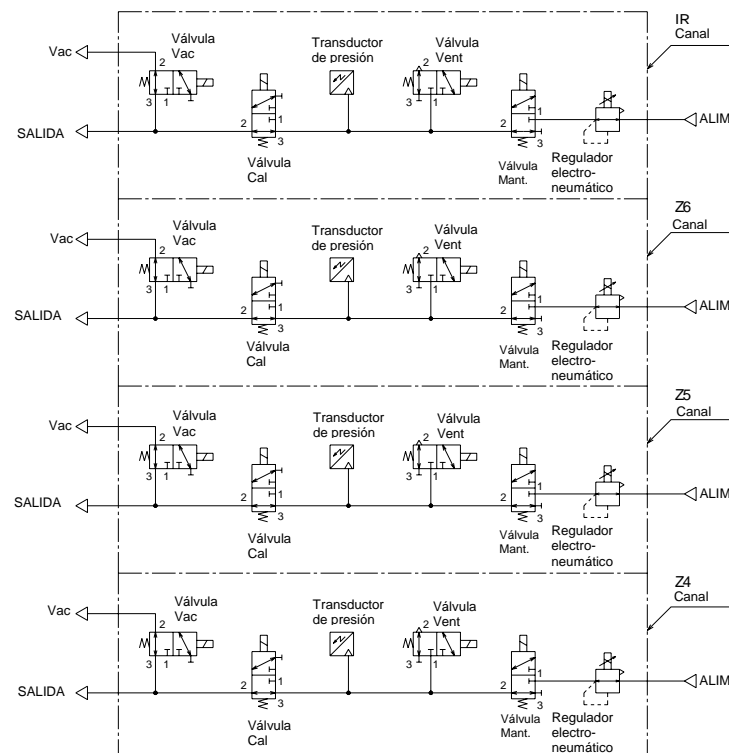 IR
Canal
Vac
Válvula
Vac
Transductor
de presión
Válvula
Vent
2
2
3 1
3 1
2
1
3
2
1
3
SALIDA
ALIM
Válvula
Cal
Válvula
Mant.
Regulador
electro-
neumático
Z6
Canal
Vac
Válvula
Vac
Transductor
de presión
Válvula
Vent
2
2
3 1
3 1
2
1
3
2
1
3
SALIDA
ALIM
Válvula
Cal
Válvula
Mant.
Regulador
electro-
neumático
Z5
Canal
Vac
Válvula
Vac
Transductor
de presión
Válvula
Vent
2
2
3 1
3 1
2
1
3
2
1
3
SALIDA
ALIM
Válvula
Cal
Válvula
Mant.
Regulador
electro-
neumático
Z4
Canal
Vac
Válvula
Vac
Transductor
de presión
Válvula
Vent
2
2
3 1
3 1
2
1
3
2
1
3
SALIDA
ALIM
Válvula
Cal
Válvula
Mant.
Regulador
electro-
neumático